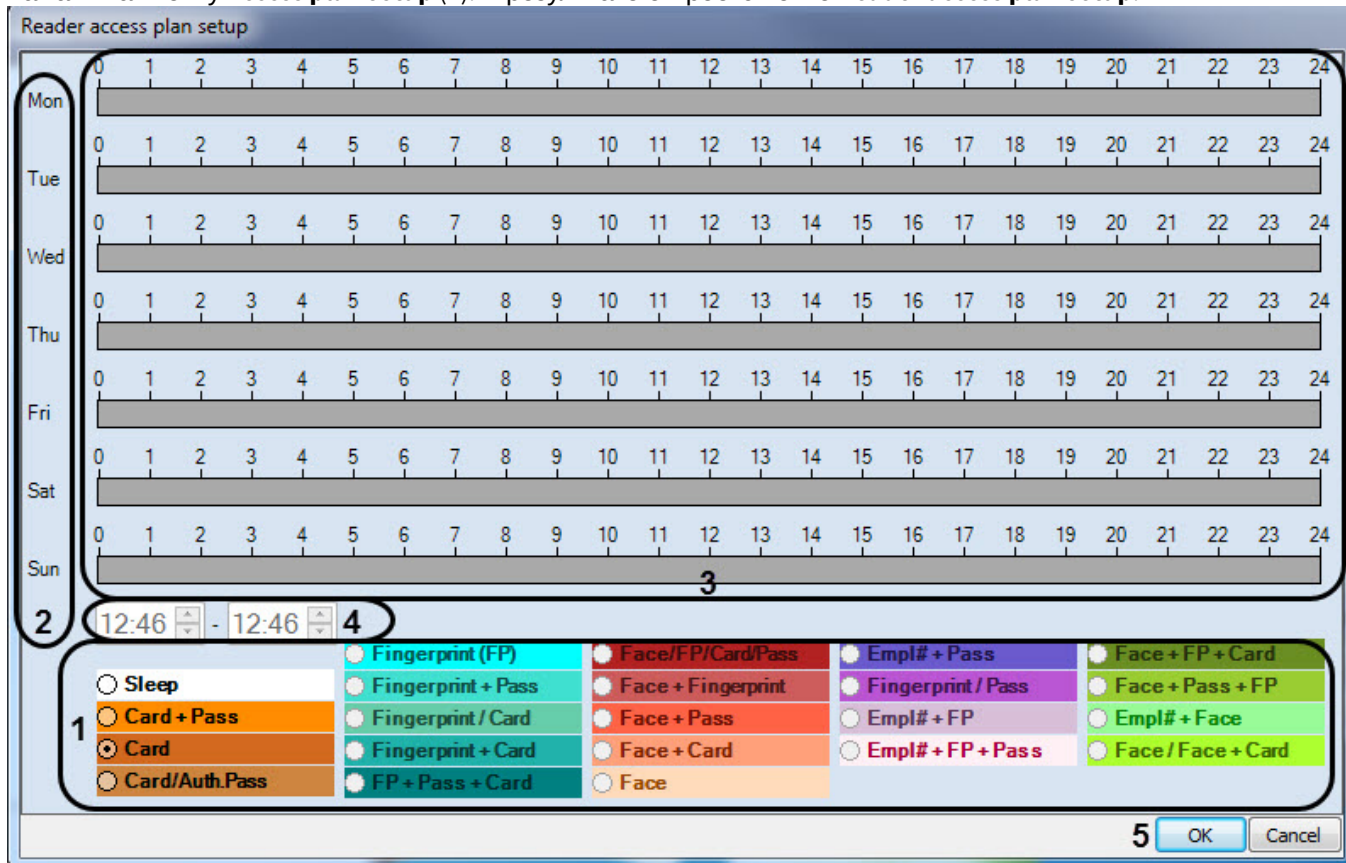 Reader access plan setup
0 1 2 3 4 5 6 7 8 9 10 11 12 13 14 15 16 17 18 19 20 21 22 23 24
Mon
0 1 2 3 4 5 6 7 8 9 10 11 12 13 14 15 16 17 18 19 20 21 22 23 24
Tue
0 1 2 3 4 5 6 7 8 9 10 11 12 13 14 15 16 17 18 19 20 21 22 23 24
Wed
0 1 2 3 4 5 6 7 8 9 10 11 12 13 14 15 16 17 18 19 20 21 22 23 24
Thu
0 1 2 3 4 5 6 7 8 9 10 11 12 13 14 15 16 17 18 19 20 21 22 23 24
Fri
0 1 2 3 4 5 6 7 8 9 10 11 12 13 14 15 16 17 18 19 20 21 22 23 24
Sat
0 1 2 3 4 5 6 7 8 9 10 11 12 13 14 15 16 17 18 19 20 21 22 23 24
Sun
3
2 12:46 - 12:46 4
Fingerprint (FP) Face/FP/Card/Pass Empl# + Pass Face + FP + Card
Sleep Fingerprint + Pass Face + Fingerprint Fingerprint / Pass Face + Pass + FP
1 Card + Pass Fingerprint / Card Face + Pass Empl# + FP Empl# + Face
Card Fingerprint + Card Face + Card Empl# + FP + Pass Face / Face + Card
Card/Auth.Pass FP + Pass + Card Face
5 OK Cancel